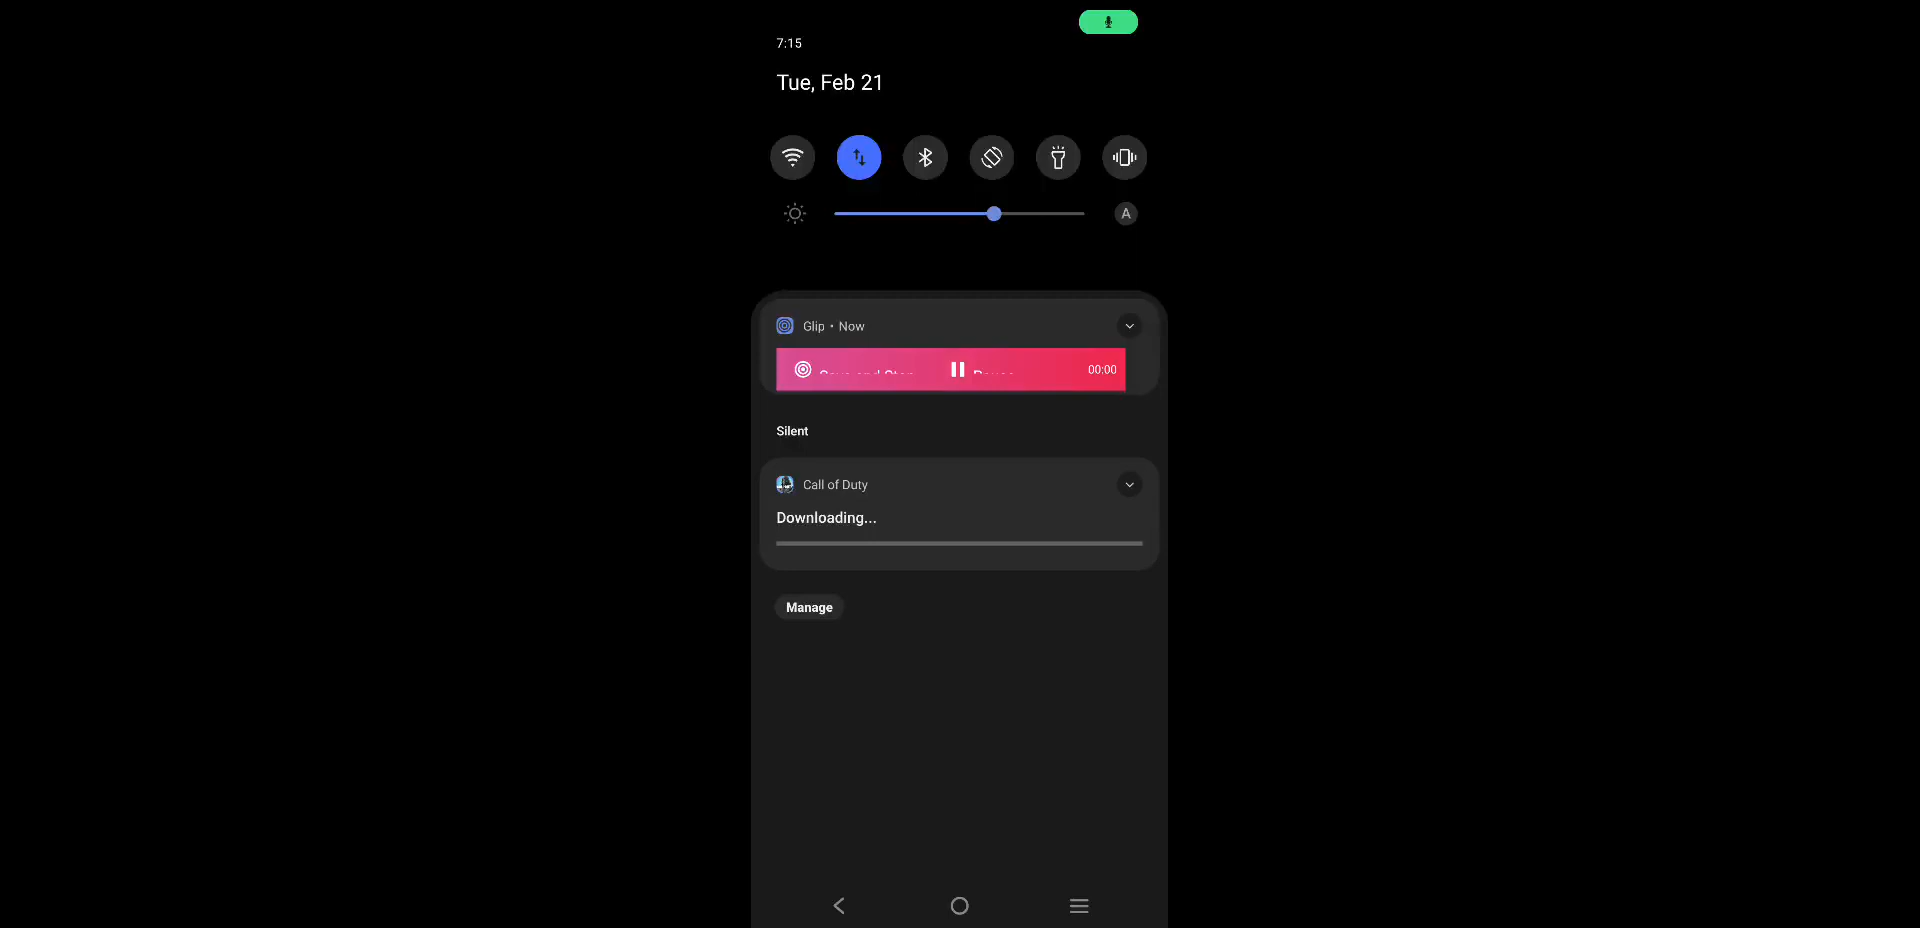 7:15
Tue, Feb 21
A
Glip • Now
00:00
Silent
Call of Duty
Downloading...
Manage